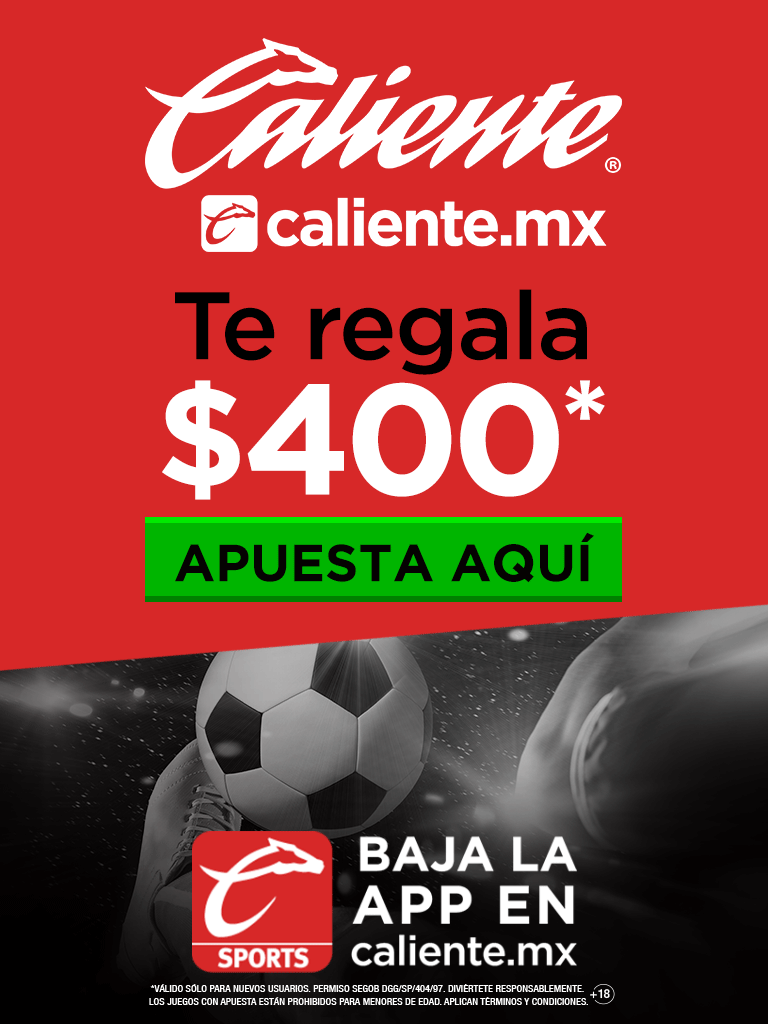 Caliente®
caliente.mx
Te regala
$400*
APUESTA AQUÍ
BAJA LA
APP EN
caliente.mx
SPORTS
*VÁLIDO SÓLO PARA NUEVOS USUARIOS. PERMISO SEGOB DGG/SP/404/97. DIVIÉRTETE RESPONSABLEMENTE.
LOS JUEGOS CON APUESTA ESTÁN PROHIBIDOS PARA MENORES DE EDAD. APLICAN TÉRMINOS Y CONDICIONES. +18